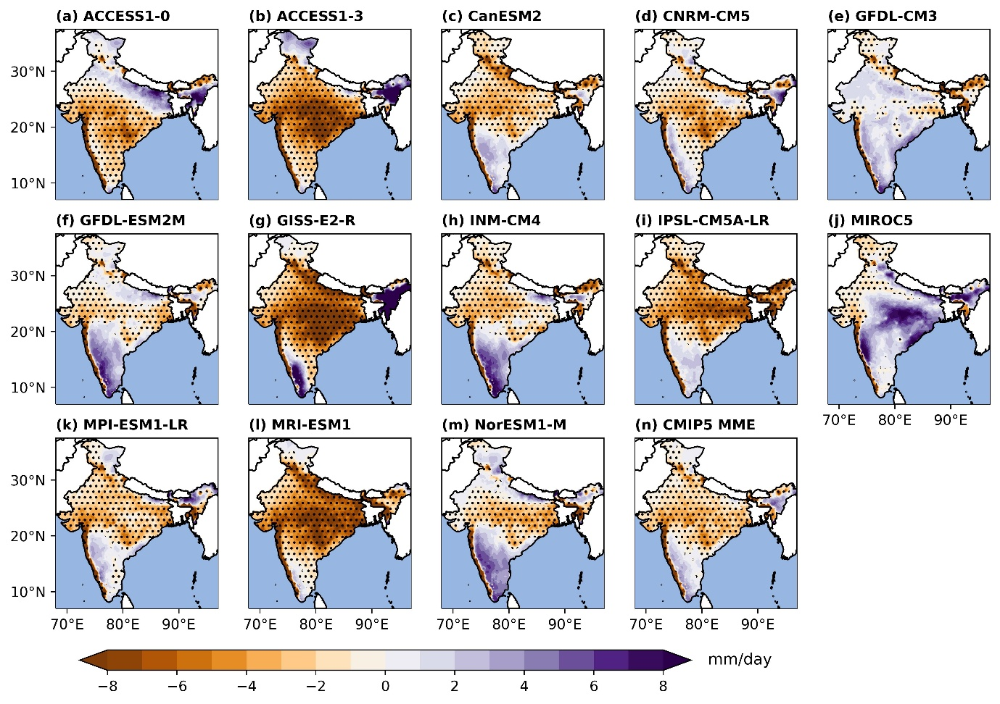 (a) ACCESS1-0
(b) ACCESS1-3
(c) CanESM2
(d) CNRM-CM5
(e) GFDL-CM3
30°N
20°N
10°N
(f) GFDL-ESM2M
(g) GISS-E2-R
(h) INM-CM4
(i) IPSL-CM5A-LR
(j) MIROC5
30°N
20°N
10°N
70°E 80°E 90°E
(k) MPI-ESM1-LR
(l) MRI-ESM1
(m) NorESM1-M
(n) CMIP5 MME
30°N
20°N
10°N
70°E 80°E 90°E
70°E 80°E 90°E
70°E 80°E 90°E
70°E 80°E 90°E
mm/day
−8 −6 −4 −2 0 2 4 6 8